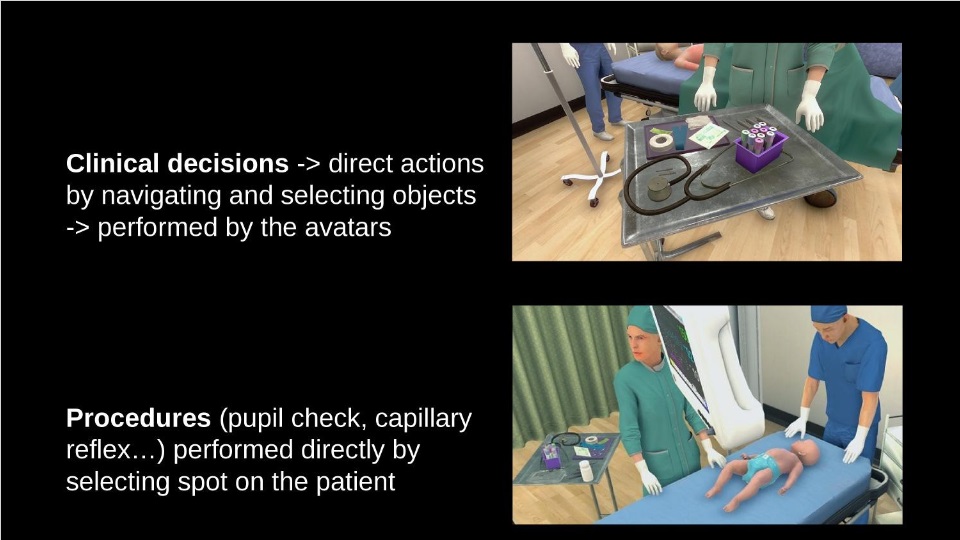 Clinical decisions -> direct actions
by navigating and selecting objects
-> performed by the avatars
Procedures (pupil check, capillary
reflex…) performed directly by
selecting spot on the patient